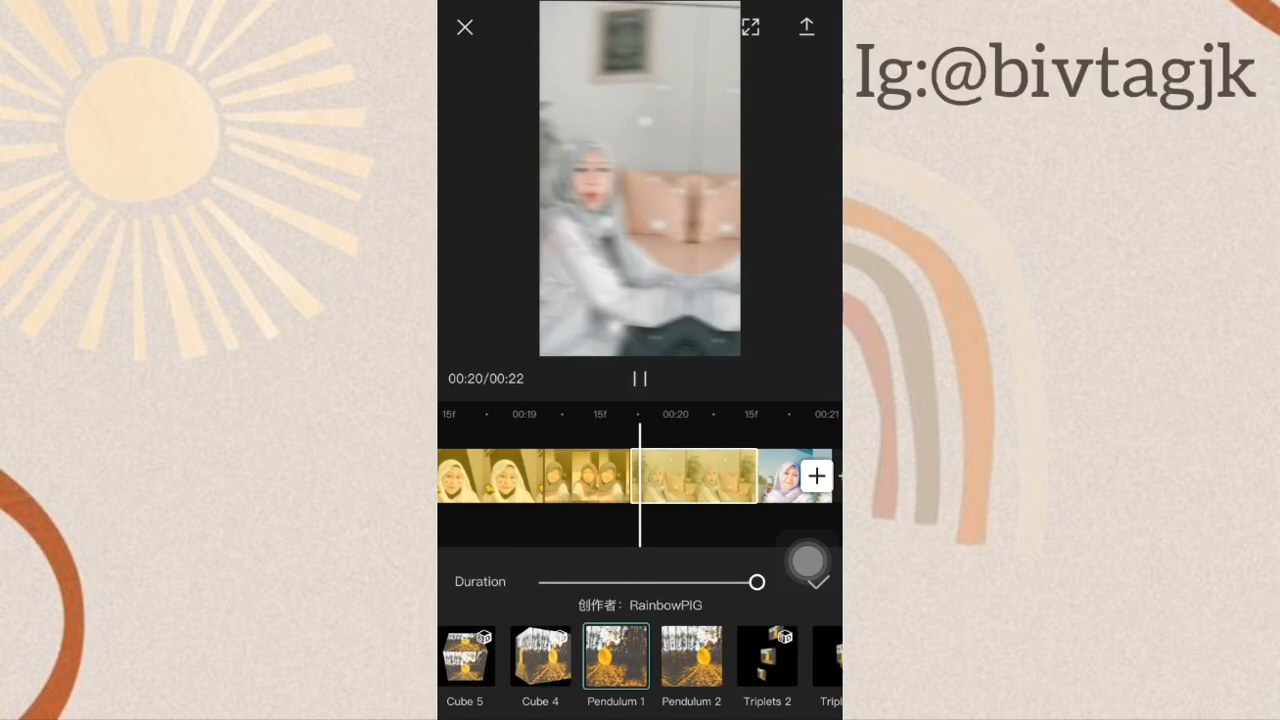 Ig:@bivtagjk
00:20/00:22
15f
00:19
15f
00:20
15f
00:21
Duration
创作者：RainbowPIG
Cube 5
Cube 4
Pendulum 1
Pendulum 2
Triplets 2
Tripl